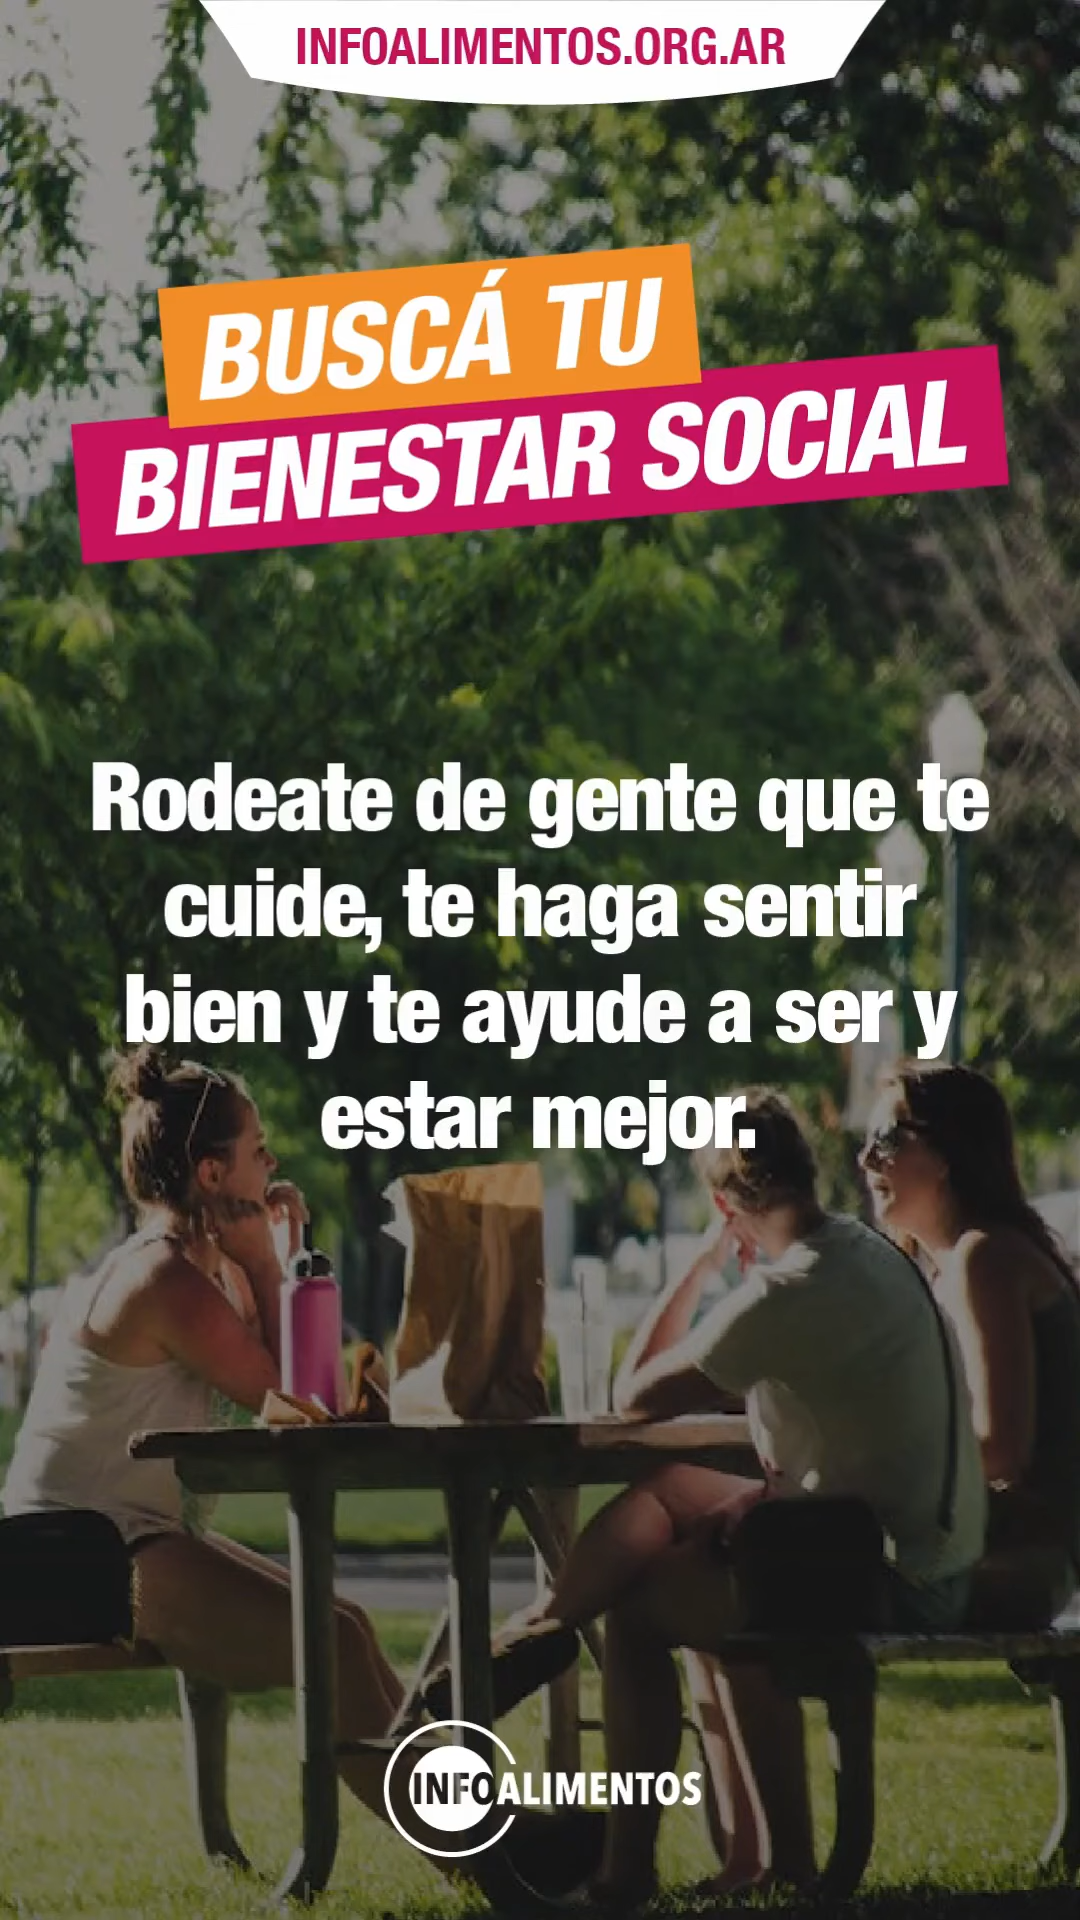 INFOALIMENTOS.ORG.AR
BUSCÁ TU
BIENESTAR SOCIAL
Rodeate de gente que te
cuide, te haga sentir
bien y te ayude a ser y
estar mejor.
INFOALIMENTOS